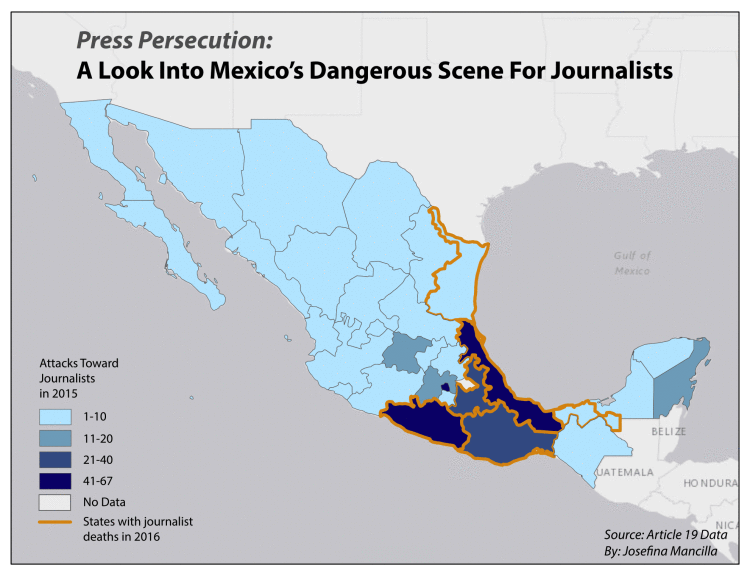 Press Persecution:
A Look Into Mexico's Dangerous Scene For Journalists
Gulf of
Mexico
Attacks Toward
Journalists
in 2015
1-10
11-20
21-40
41-67
No Data
States with journalist
deaths in 2016
BELIZE
UATEMALA
HONDURA
NICA
Source: Article 19 Data
By: Josefina Mancilla